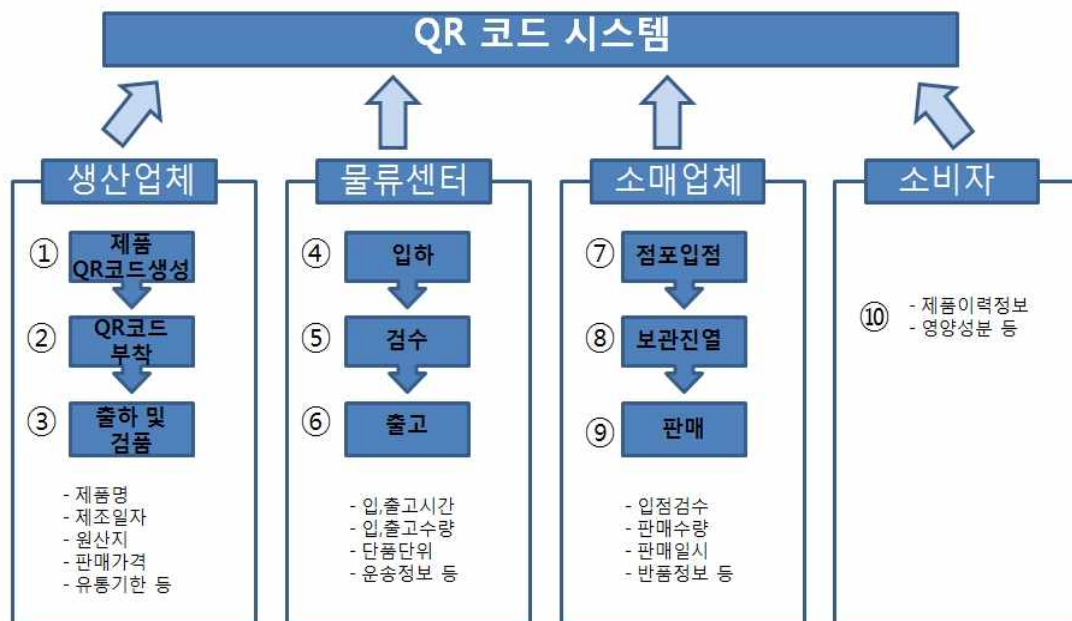 QR 코드 시스템
생산업체
①
제품
QR코드생성
②
QR코드
부착
③
출하 및
검품
- 제품명
- 제조일자
- 원산지
- 판매가격
- 유통기한 등
물류센터
④
입하
⑤
검수
⑥
출고
- 입,출고시간
- 입,출고수량
- 단품단위
- 운송정보 등
소매업체
⑦
점포입점
⑧
보관진열
⑨
판매
- 입점검수
- 판매수량
- 판매일시
- 반품정보 등
소비자
⑩
- 제품이력정보
- 영양성분 등